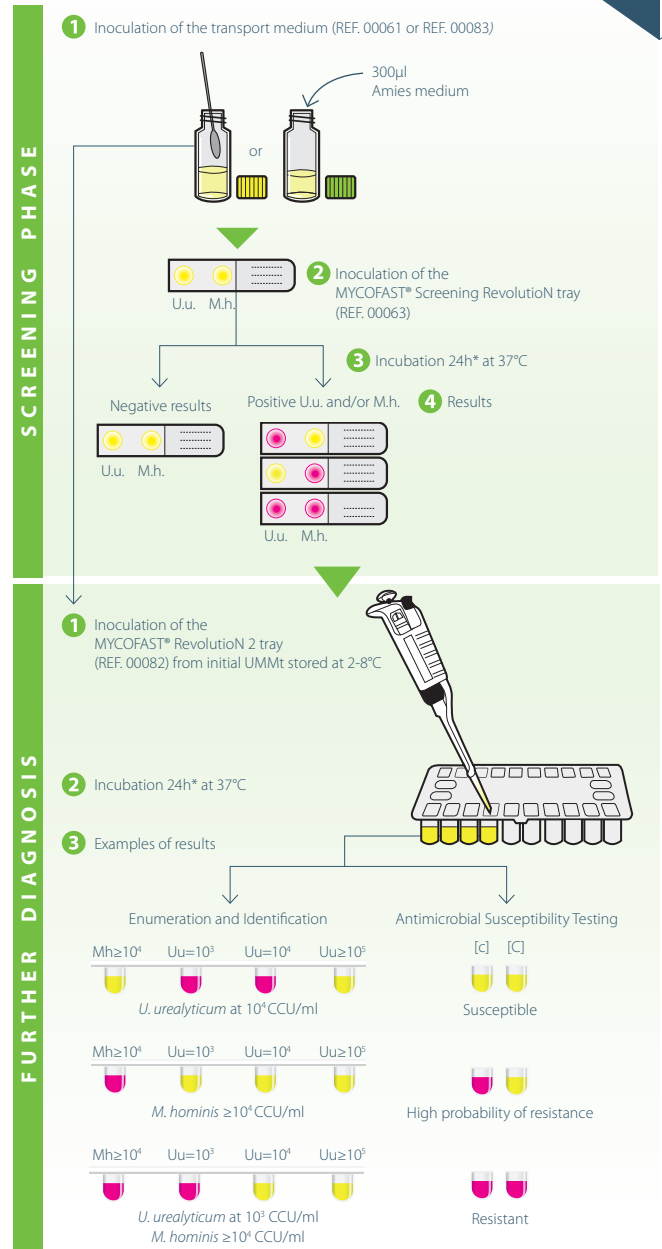 SCREENING PHASE
1 Inoculation of the transport medium (REF. 00061 or REF. 00083)
300µl
Amies medium
or
2 Inoculation of the
MYCOFAST® Screening RevolutioN tray
(REF. 00063)
U.u. M.h.
3 Incubation 24h* at 37°C
Negative results
Positive U.u. and/or M.h.
4 Results
U.u. M.h.
U.u. M.h.
FURTHER DIAGNOSIS
1 Inoculation of the
MYCOFAST® RevolutioN 2 tray
(REF. 00082) from initial UMMt stored at 2-8°C
2 Incubation 24h* at 37°C
3 Examples of results
Enumeration and Identification
Mh≥10⁴ Uu=10³ Uu=10⁴ Uu≥10⁵
U. urealyticum at 10⁴ CCU/ml
Mh≥10⁴ Uu=10³ Uu=10⁴ Uu≥10⁵
M. hominis ≥10⁴ CCU/ml
Mh≥10⁴ Uu=10³ Uu=10⁴ Uu≥10⁵
U. urealyticum at 10³ CCU/ml
M. hominis ≥10⁴ CCU/ml
Antimicrobial Susceptibility Testing
[c] [C]
Susceptible
High probability of resistance
Resistant